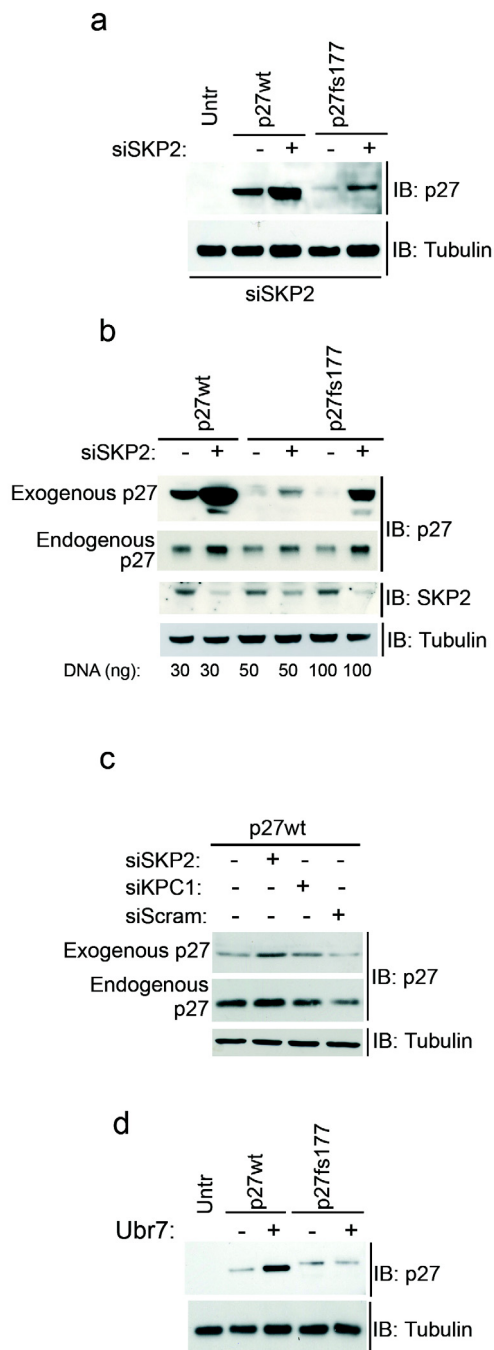 a
Untr
p27wt
p27fs177
siSKP2: - + - +
IB: p27
IB: Tubulin
siSKP2
b
p27wt
p27fs177
siSKP2: - + - + - +
Exogenous p27
Endogenous
p27
IB: p27
IB: SKP2
IB: Tubulin
DNA (ng): 30 30 50 50 100 100
c
p27wt
siSKP2: - + - -
siKPC1: - - + -
siScram: - - - +
Exogenous p27
Endogenous
p27
IB: p27
IB: Tubulin
d
Untr
p27wt
p27fs177
Ubr7: - + - +
IB: p27
IB: Tubulin